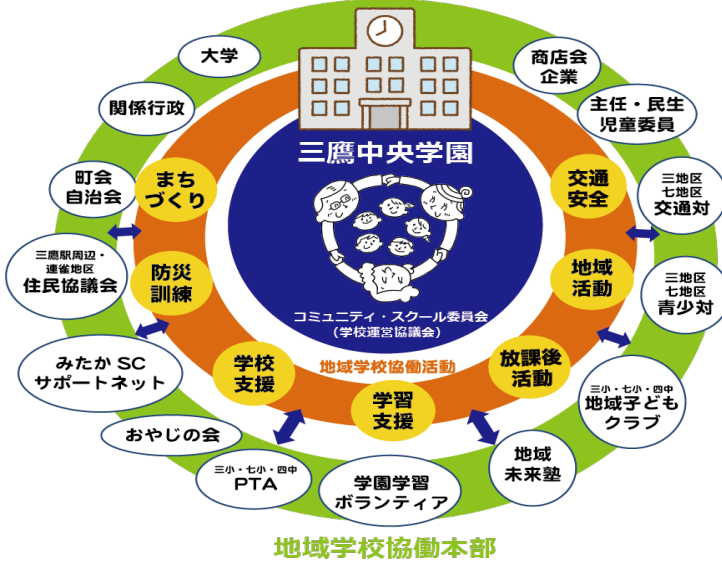 大学
商店会
企業
関係行政
主任・民生
児童委員
三鷹中央学園
町会
自治会
まち
づくり
交通
安全
三地区
七地区
交通対
三鷹駅周辺・
連雀地区
住民協議会
防災
訓練
地域
活動
三地区
七地区
青少対
コミュニティ・スクール委員会
(学校運営協議会)
みたか SC
サポートネット
学校
支援
地域学校協働活動
放課後
活動
三小・七小・四中
地域子ども
クラブ
学習
支援
おやじの会
三小・七小・四中
PTA
学園学習
ボランティア
地域
未来塾
地域学校協働本部